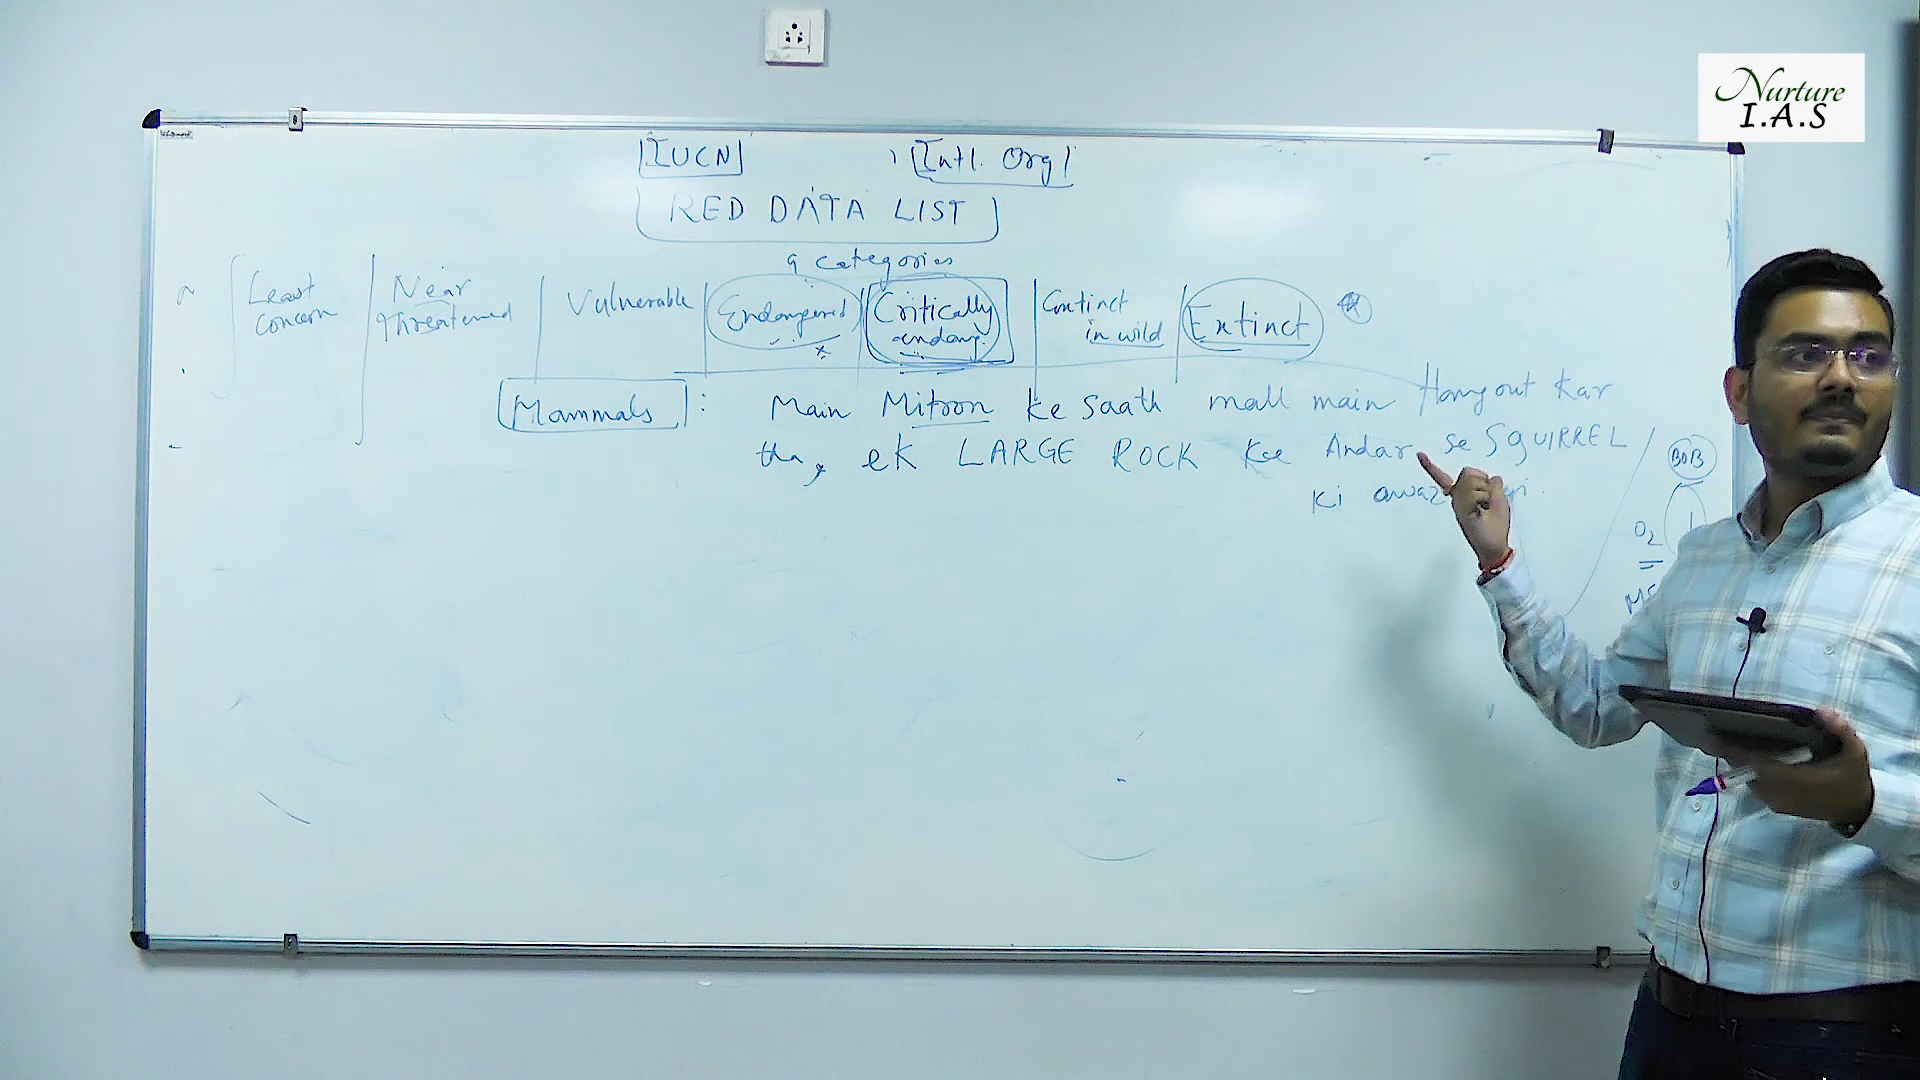 Nurture
I.A.S
IUCN
Intl. Org
RED DATA LIST
9 categories
Least concern
Near threatened
Vulnerable
Endangered
Critically endang.
Extinct in wild
Extinct
Mammals : Main Mitron ke saath mall main Hangout kar
tha, ek LARGE ROCK ke Andar se SQUIRREL
ki
BOB
O2